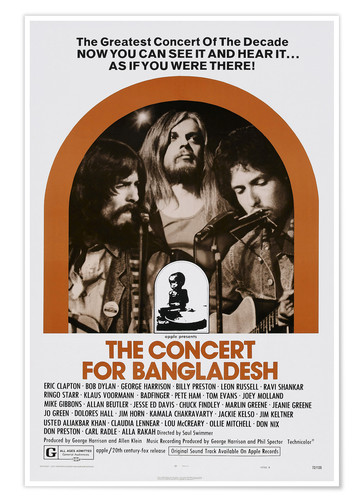 The Greatest Concert Of The Decade
NOW YOU CAN SEE IT AND HEAR IT...
AS IF YOU WERE THERE!
apple presents
THE CONCERT
FOR BANGLADESH
ERIC CLAPTON · BOB DYLAN · GEORGE HARRISON · BILLY PRESTON · LEON RUSSELL · RAVI SHANKAR
RINGO STARR · KLAUS VOORMANN · BADFINGER · PETE HAM · TOM EVANS · JOEY MOLLAND
MIKE GIBBONS · ALLAN BEUTLER · JESSE ED DAVIS · CHUCK FINDLEY · MARLIN GREENE · JEANIE GREENE
JO GREEN · DOLORES HALL · JIM HORN · KAMALA CHAKRAVARTY · JACKIE KELSO · JIM KELTNER
USTED ALIAKBAR KHAN · CLAUDIA LENNEAR · LOU McCREARY · OLLIE MITCHELL · DON NIX
DON PRESTON · CARL RADLE · ALLA RAKAH Directed by Saul Swimmer
Produced by George Harrison and Allen Klein Music Recording Produced by George Harrison and Phil Spector Technicolor®
G ALL AGES ADMITTED General Audiences apple/20th century-fox release Original Sound Track Available On Apple Records